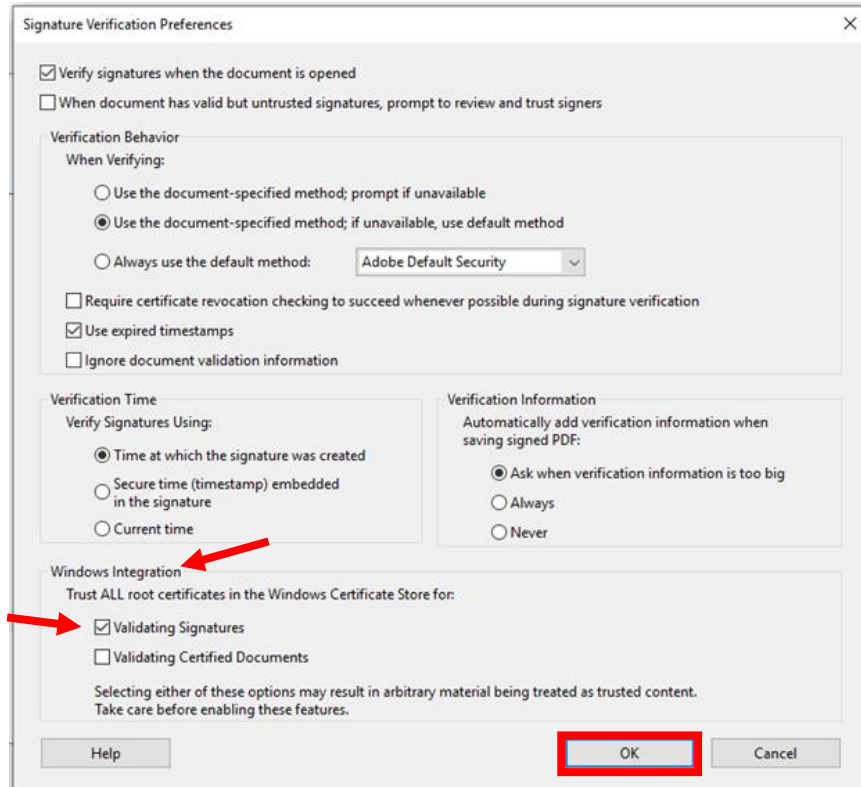 Signature Verification Preferences
Verify signatures when the document is opened
When document has valid but untrusted signatures, prompt to review and trust signers
Verification Behavior
When Verifying:
Use the document-specified method; prompt if unavailable
Use the document-specified method; if unavailable, use default method
Always use the default method: Adobe Default Security
Require certificate revocation checking to succeed whenever possible during signature verification
Use expired timestamps
Ignore document validation information
Verification Time
Verify Signatures Using:
Time at which the signature was created
Secure time (timestamp) embedded
in the signature
Current time
Verification Information
Automatically add verification information when
saving signed PDF:
Ask when verification information is too big
Always
Never
Windows Integration
Trust ALL root certificates in the Windows Certificate Store for:
Validating Signatures
Validating Certified Documents
Selecting either of these options may result in arbitrary material being treated as trusted content.
Take care before enabling these features.
Help OK Cancel